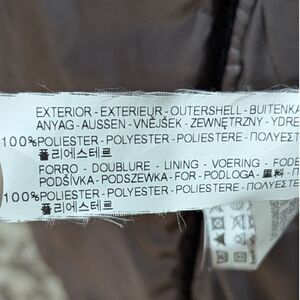 EXTERIOR - EXTERIEUR - OUTERSHELL - BUITENKA
ANYAG - AUSSEN - VNĚJŠEK - ZEWNĘTRZNY - YDRE
100% POLIESTER - POLYESTER - POLIESTERE - ΠΟΛΥΕΣΤ
폴리에스테르
FORRO - DOUBLURE - LINING - VOERING - FODE
PODŠÍVKA - PODSZEWKA - FOR - PODLOGA - 里料 - П
100% POLIESTER - POLYESTER - POLIESTERE - ΠΟΛΥΕΣΤΕ
폴리에스테르